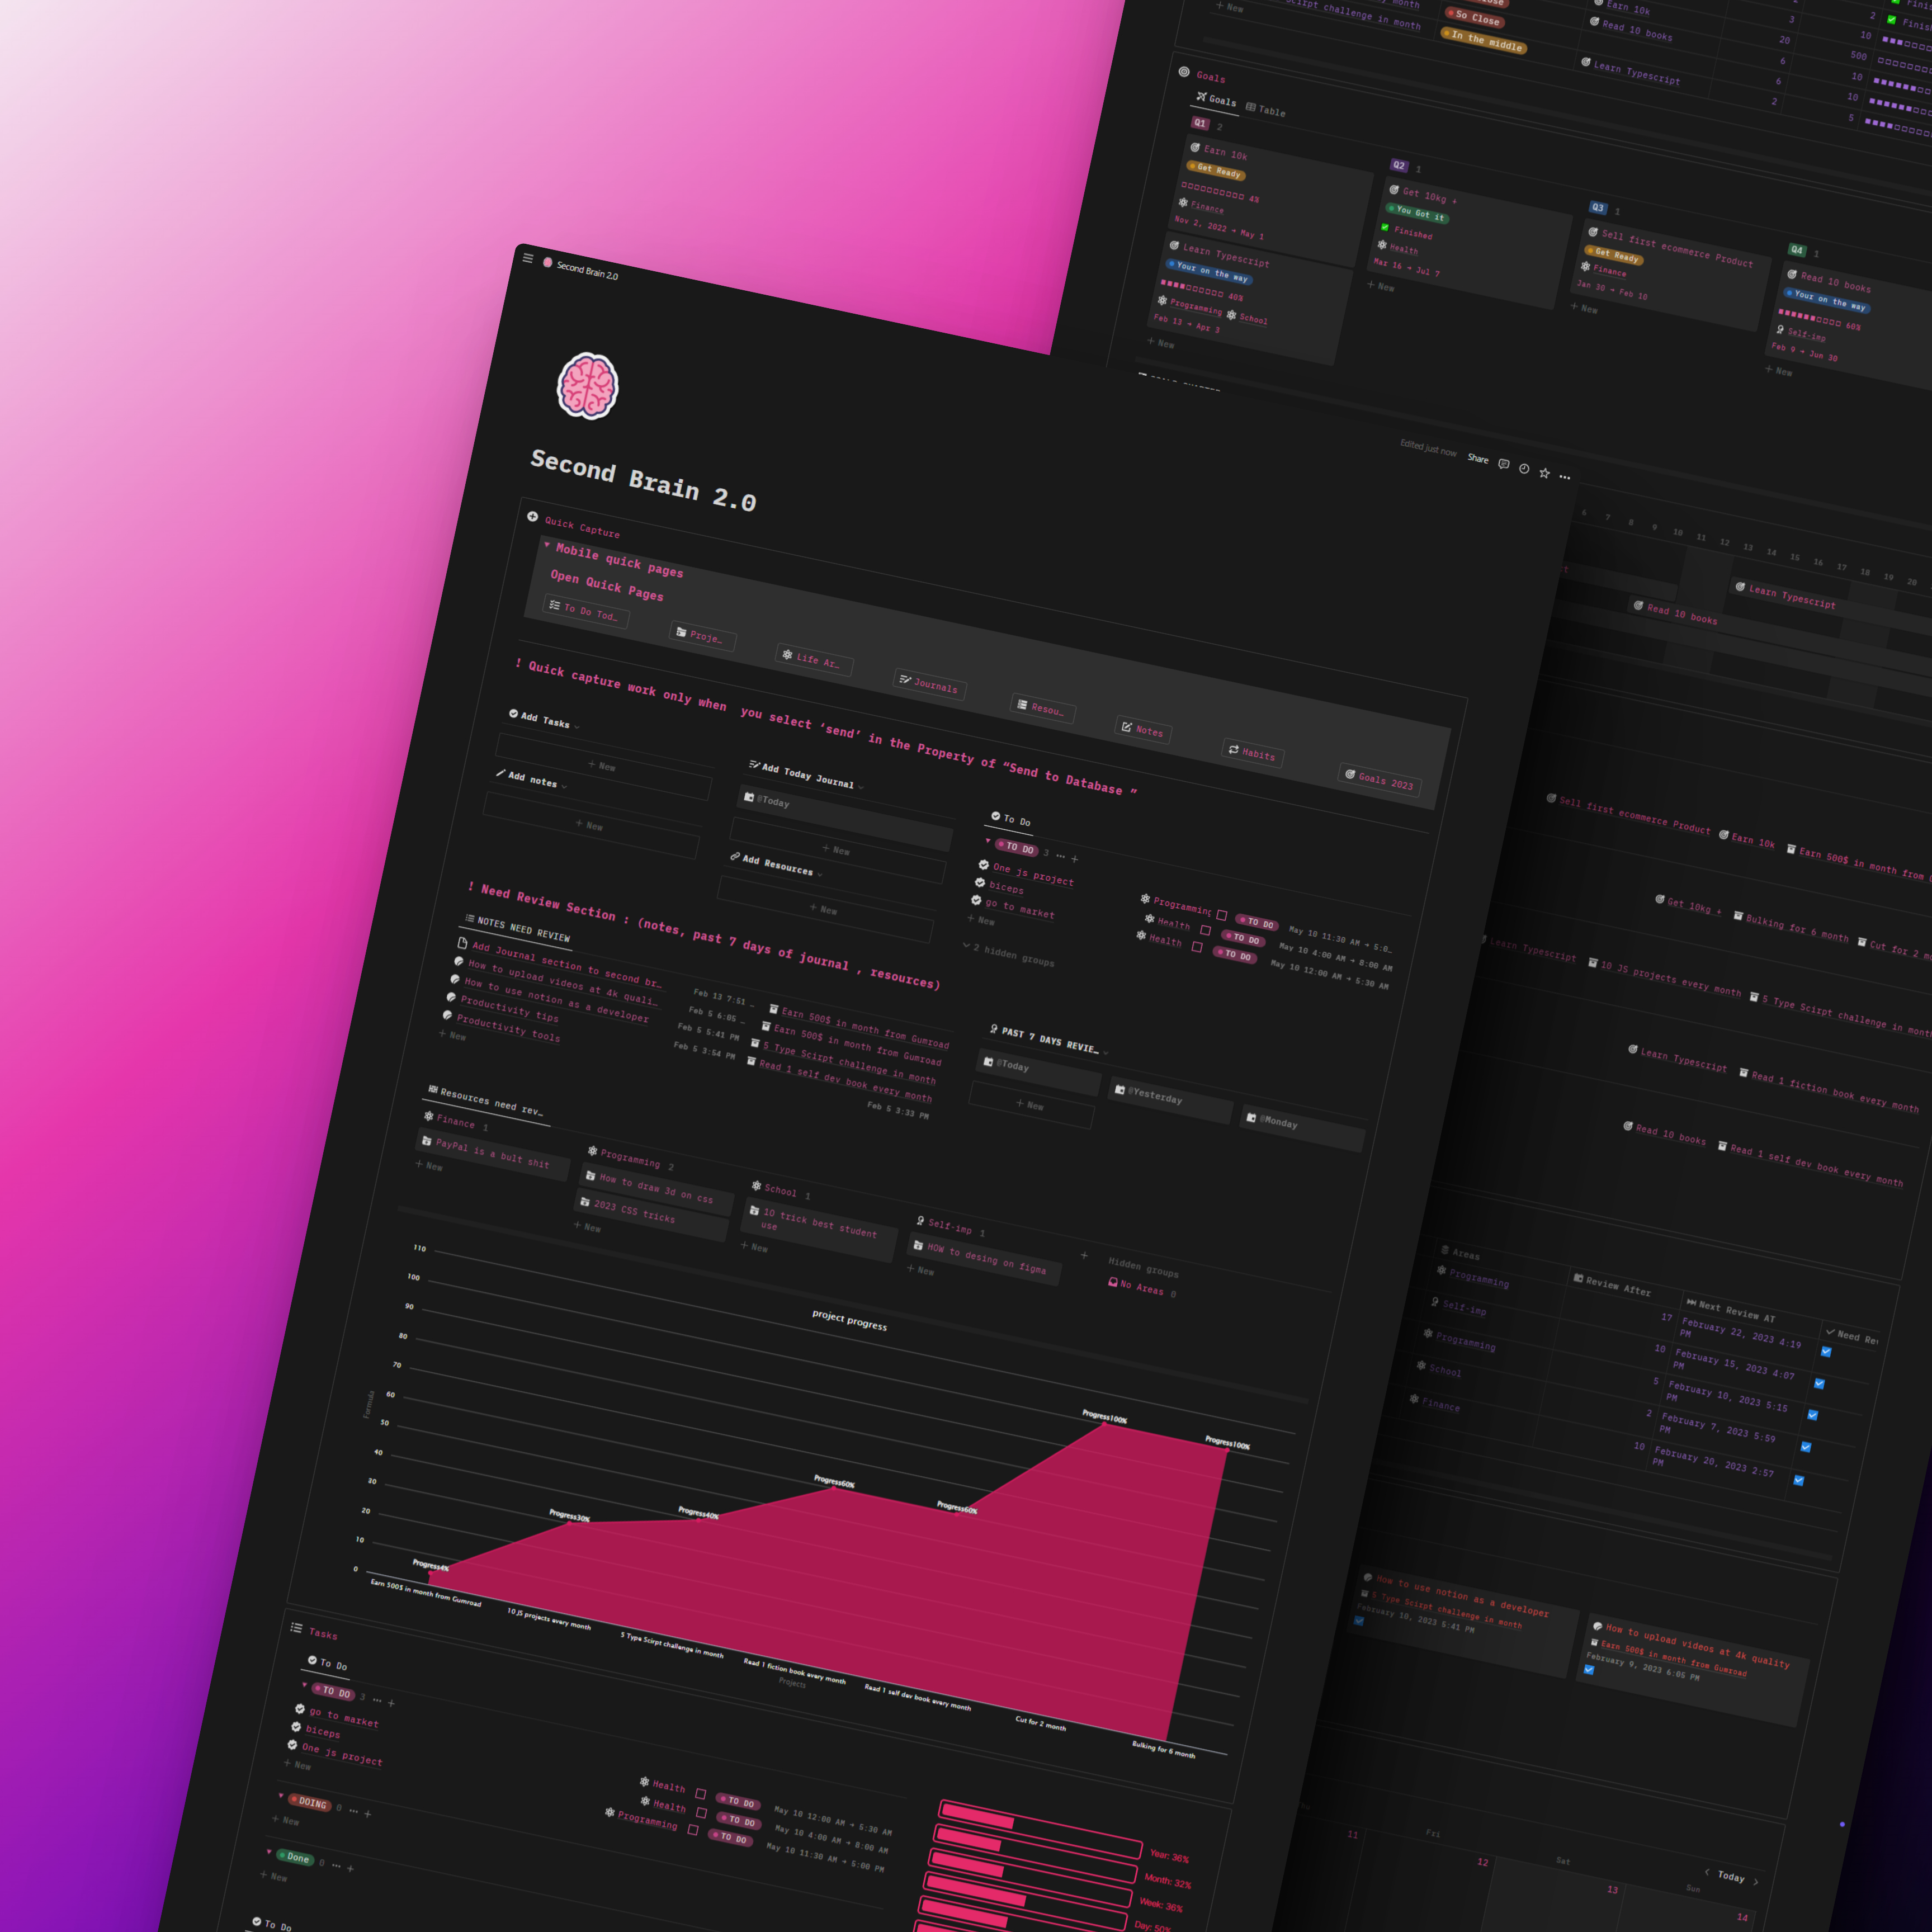 Second Brain 2.0
Edited just now Share
Second Brain 2.0
Quick Capture
Mobile quick pages
Open Quick Pages
To Do Tod…
Proje…
Life Ar…
Journals
Resou…
Notes
Habits
Goals 2023
! Quick capture work only when you select ‘send’ in the Property of “Send to Database ”
Add Tasks
+ New
Add notes
+ New
Add Today Journal
@Today
+ New
Add Resources
+ New
To Do
TO DO 3
One js project
Programming TO DO May 10 11:30 AM → 5:0…
biceps
Health TO DO May 10 4:00 AM → 8:00 AM
go to market
Health TO DO May 10 12:00 AM → 5:30 AM
+ New
2 hidden groups
! Need Review Section : (notes, past 7 days of journal , resources)
NOTES NEED REVIEW
Add Journal section to second br…
Feb 13 7:51 …
Earn 500$ in month from Gumroad
How to upload videos at 4k quali…
Feb 5 6:05 …
Earn 500$ in month from Gumroad
How to use notion as a developer
Feb 5 5:41 PM
5 Type Scirpt challenge in month
Productivity tips
Feb 5 3:54 PM
Read 1 self dev book every month
Productivity tools
Feb 5 3:33 PM
+ New
PAST 7 DAYS REVIE…
@Today
@Yesterday
@Monday
+ New
Resources need rev…
Finance 1
PayPal is a bult shit
+ New
Programming 2
How to draw 3d on css
2023 CSS tricks
+ New
School 1
10 trick best student use
+ New
Self-imp 1
HOW to desing on figma
+ New
Hidden groups
No Areas 0
project progress
Formula
110
100
90
80
70
60
50
40
30
20
10
0
Progress4%
Progress30%
Progress40%
Progress60%
Progress60%
Progress100%
Progress100%
Earn 500$ in month from Gumroad
10 JS projects every month
5 Type Scirpt challenge in month
Read 1 fiction book every month
Read 1 self dev book every month
Cut for 2 month
Bulking for 6 month
Projects
Tasks
To Do
TO DO 3
go to market
Health TO DO May 10 12:00 AM → 5:30 AM
biceps
Health TO DO May 10 4:00 AM → 8:00 AM
One js project
Programming TO DO May 10 11:30 AM → 5:00 PM
+ New
DOING 0
+ New
Done 0
+ New
To Do
Year: 36%
Month: 32%
Week: 36%
Day: 50%
+ New
Scirpt challenge in month
So Close
In the middle
Earn 10k
Read 10 books
Learn Typescript
3
20
6
6
2
2
10
500
10
10
5
Goals
Goals Table
Q1 2
Earn 10k
Get Ready
4%
Finance
Nov 2, 2022 → May 1
Learn Typescript
Your on the way
40%
Programming School
Feb 13 → Apr 3
+ New
Q2 1
Get 10kg +
You Got it
Finished
Health
Mar 16 → Jul 7
+ New
Q3 1
Sell first ecommerce Product
Get Ready
Finance
Jan 30 → Feb 10
+ New
Q4 1
Read 10 books
Your on the way
60%
Self-imp
Feb 9 → Jun 30
+ New
6 7 8 9 10 11 12 13 14 15 16 17 18 19 20
Learn Typescript
Read 10 books
Sell first ecommerce Product Earn 10k Earn 500$ in month from
Get 10kg + Bulking for 6 month Cut for 2
Learn Typescript 10 JS projects every month 5 Type Scirpt challenge in
Learn Typescript Read 1 fiction book every month
Read 10 books Read 1 self dev book every month
Areas Review After Next Review AT Need
Programming 17 February 22, 2023 4:19 PM
Self-imp 10 February 15, 2023 4:07 PM
Programming 5 February 10, 2023 5:15 PM
School 2 February 7, 2023 5:59 PM
Finance 10 February 20, 2023 2:57 PM
How to use notion as a developer
5 Type Scirpt challenge in month
February 10, 2023 5:41 PM
How to upload videos at 4k quality
Earn 500$ in month from Gumroad
February 9, 2023 6:05 PM
Today
Fri
Sat
Sun
11
12
13
14